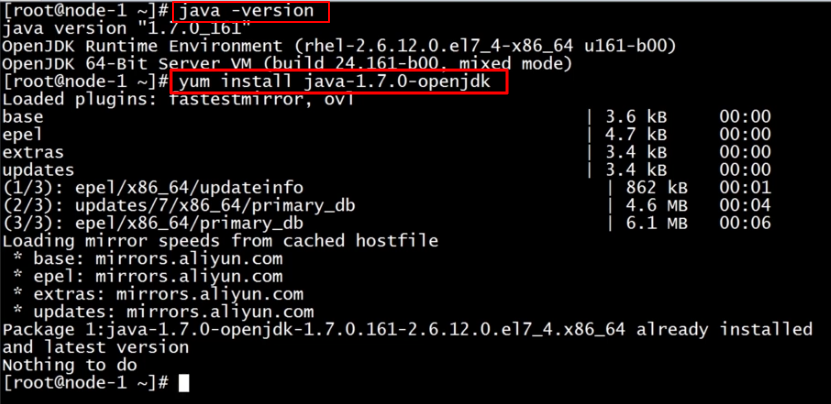 [root@node-1 ~]# java -version
java version "1.7.0_161"
OpenJDK Runtime Environment (rhel-2.6.12.0.el7_4-x86_64 u161-b00)
OpenJDK 64-Bit Server VM (build 24.161-b00, mixed mode)
[root@node-1 ~]# yum install java-1.7.0-openjdk
Loaded plugins: fastestmirror, ovl
base | 3.6 kB 00:00
epel | 4.7 kB 00:00
extras | 3.4 kB 00:00
updates | 3.4 kB 00:00
(1/3): epel/x86_64/updateinfo | 862 kB 00:01
(2/3): updates/7/x86_64/primary_db | 4.6 MB 00:04
(3/3): epel/x86_64/primary_db | 6.1 MB 00:06
Loading mirror speeds from cached hostfile
* base: mirrors.aliyun.com
* epel: mirrors.aliyun.com
* extras: mirrors.aliyun.com
* updates: mirrors.aliyun.com
Package 1:java-1.7.0-openjdk-1.7.0.161-2.6.12.0.el7_4.x86_64 already installed
and latest version
Nothing to do
[root@node-1 ~]#